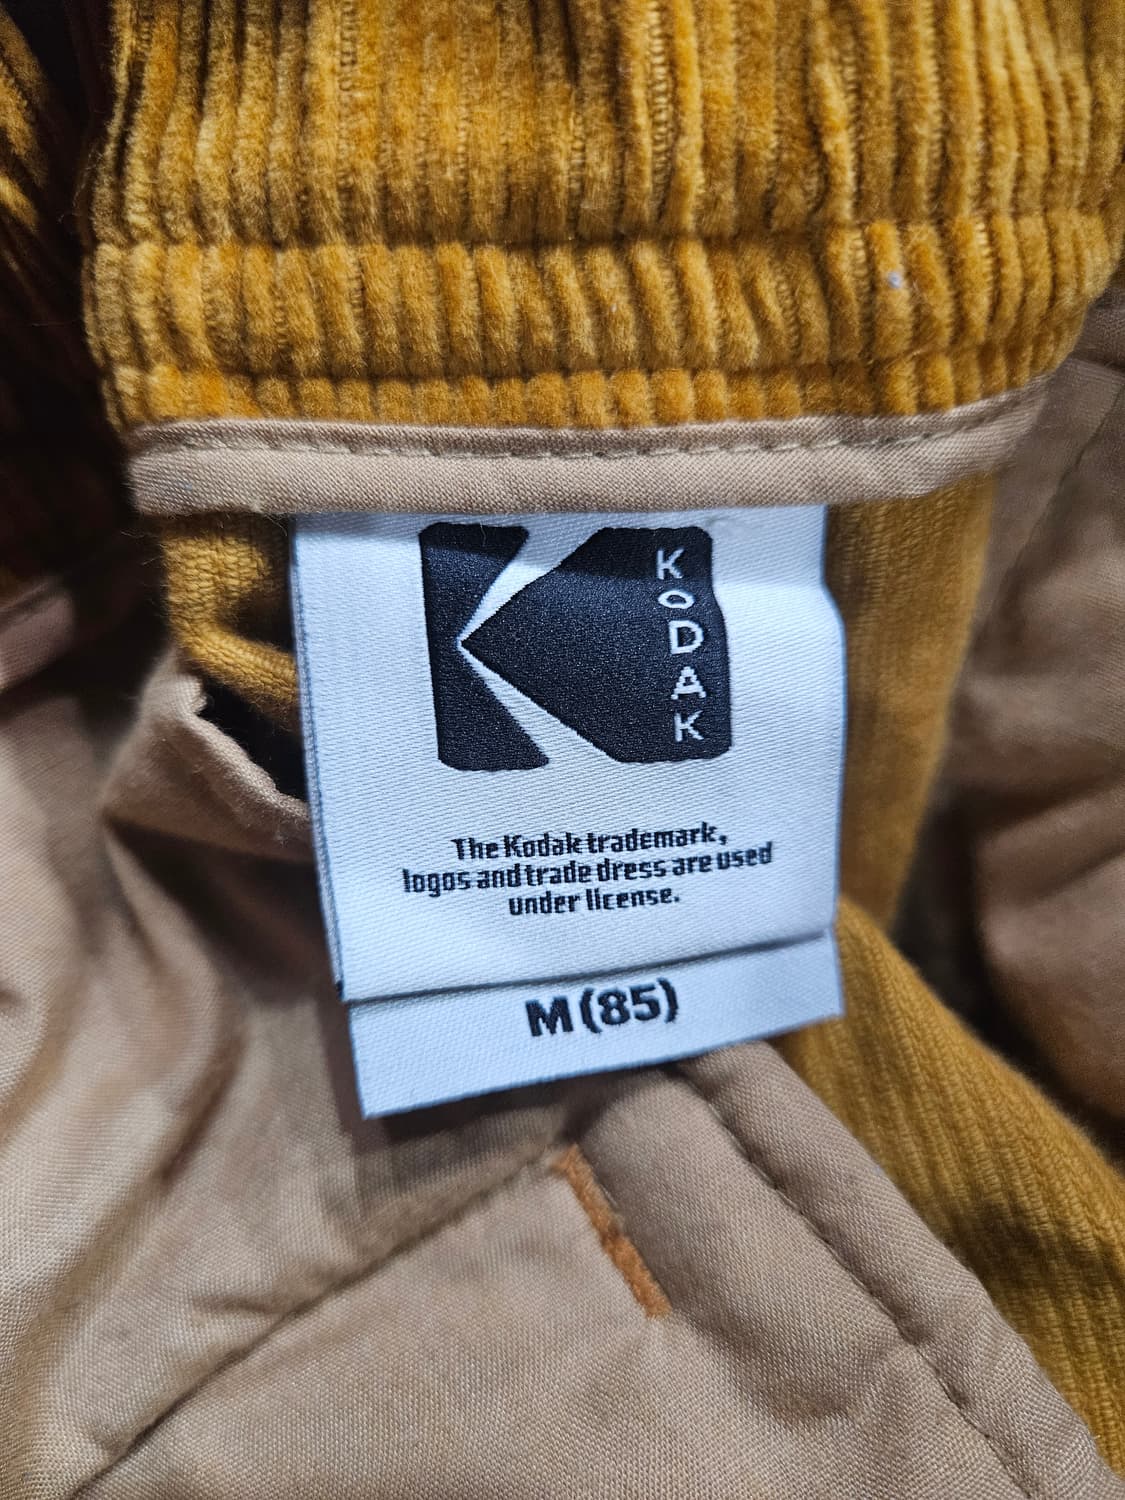 KODAK
The Kodak trademark,
logos and trade dress are used
under license.
M (85)